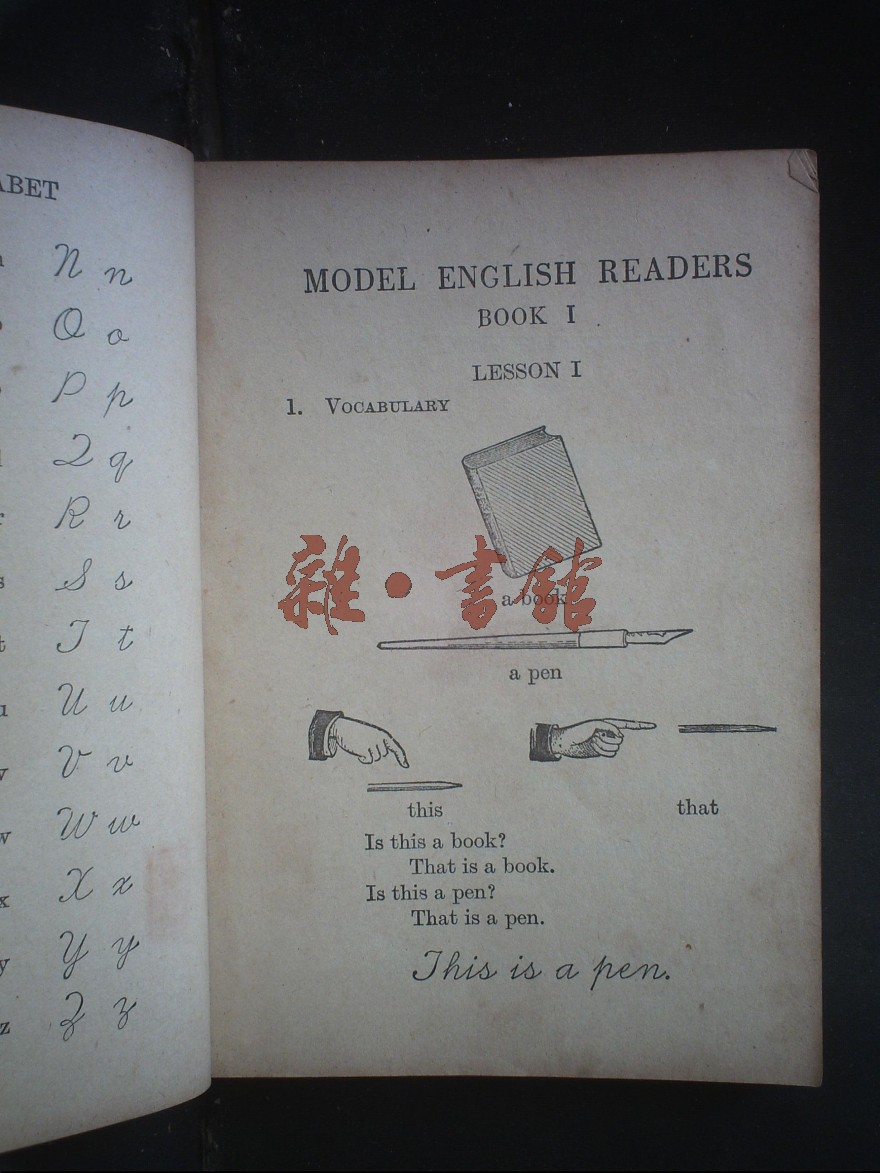 ABET
N n
O o
P p
Q q
R r
S s
T t
U u
V v
W w
X x
Y y
z Z z
MODEL ENGLISH READERS
BOOK I
LESSON I
1. VOCABULARY
雜·書館
a book
a pen
this that
Is this a book?
That is a book.
Is this a pen?
That is a pen.
This is a pen.